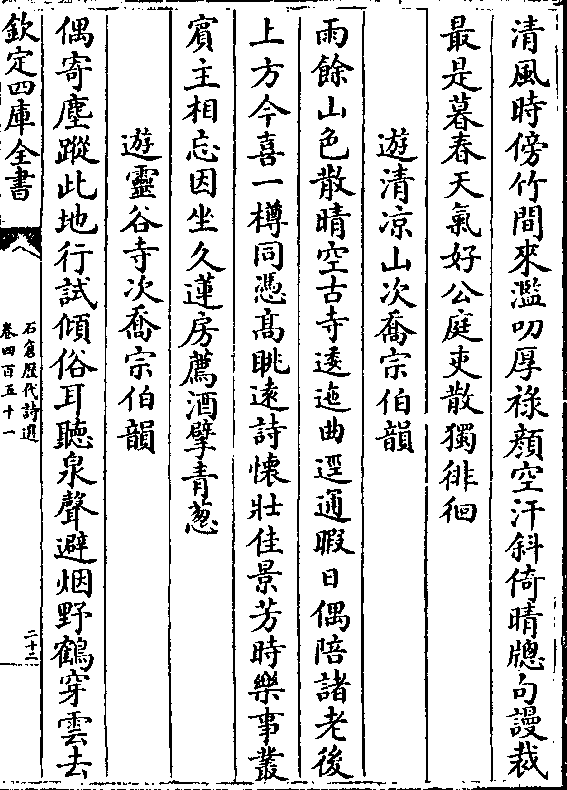 清風時傍竹間來濫叨厚祿顔空汗斜倚晴牕句謾裁
最是暮春天氣好公庭吏散獨徘徊
遊清凉山次喬宗伯韻
雨餘山色散晴空古寺逶迤曲逕通暇日偶陪諸老後
上方今喜一樽同憑髙眺逺詩懐壯佳景芳時樂事叢
賓主相忘因坐久蓮房薦酒擘青葱
遊靈谷寺次喬宗伯韻
偶寄塵蹤此地行試傾俗耳聽泉聲避烟野鶴穿雲去
欽定四庫全書
石倉歴代詩選
卷四百五十一
二十三